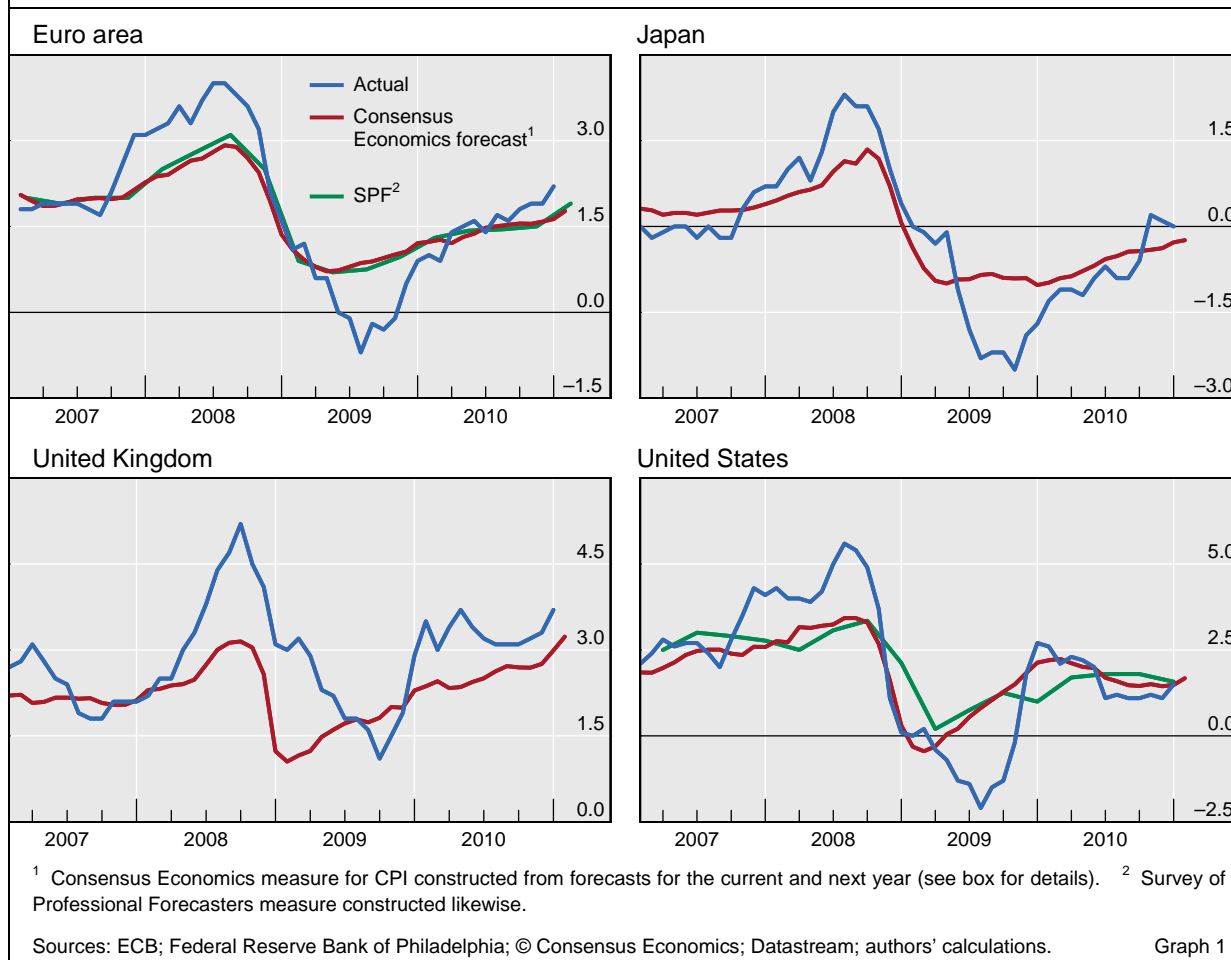 Euro area
Actual
Consensus
Economics forecast1
SPF2
3.0
1.5
0.0
–1.5
2007 2008 2009 2010
Japan
1.5
0.0
–1.5
–3.0
2007 2008 2009 2010
United Kingdom
4.5
3.0
1.5
0.0
2007 2008 2009 2010
United States
5.0
2.5
0.0
–2.5
2007 2008 2009 2010
1 Consensus Economics measure for CPI constructed from forecasts for the current and next year (see box for details). 2 Survey of
Professional Forecasters measure constructed likewise.
Sources: ECB; Federal Reserve Bank of Philadelphia; © Consensus Economics; Datastream; authors' calculations. Graph 1